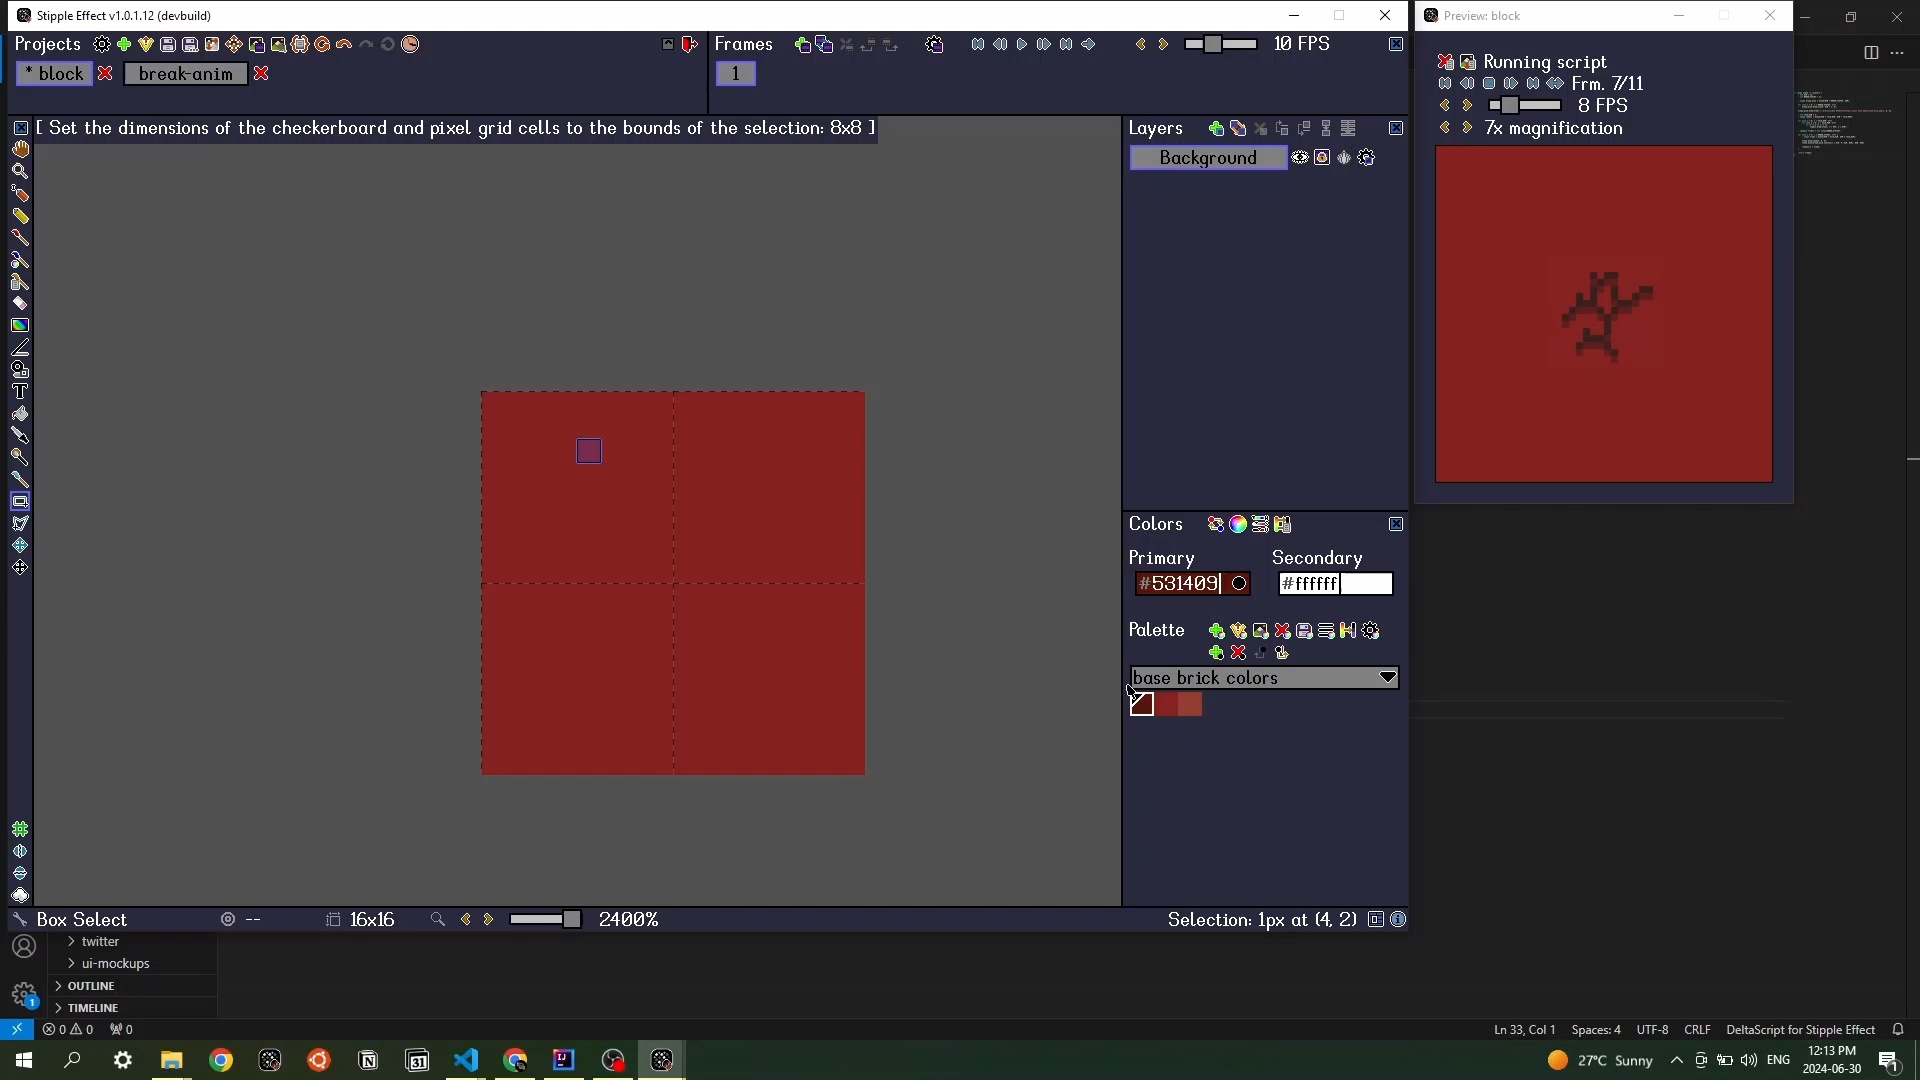 Stipple Effect v1.0.1.12 (devbuild)
Projects
* block
break-anim
Frames
10 FPS
1
[ Set the dimensions of the checkerboard and pixel grid cells to the bounds of the selection: 8x8 ]
Layers
Background
Colors
Primary
Secondary
#531409
#ffffff
Palette
base brick colors
Box Select
--
16x16
2400%
Selection: 1px at (4, 2)
Preview: block
Running script
Frm. 7/11
8 FPS
7x magnification
twitter
ui-mockups
OUTLINE
TIMELINE
1
0
0
0
Ln 33, Col 1
Spaces: 4
UTF-8
CRLF
DeltaScript for Stipple Effect
31
27°C Sunny
ENG
12:13 PM
2024-06-30
1